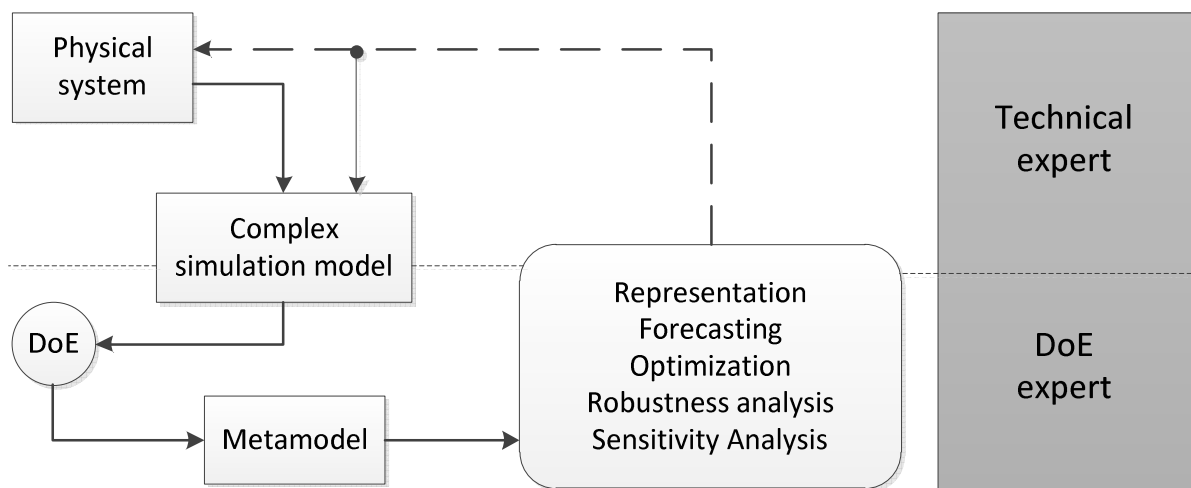 Physical
system
Technical
expert
Complex
simulation model
Representation
Forecasting
Optimization
Robustness analysis
Sensitivity Analysis
DoE
DoE
expert
Metamodel